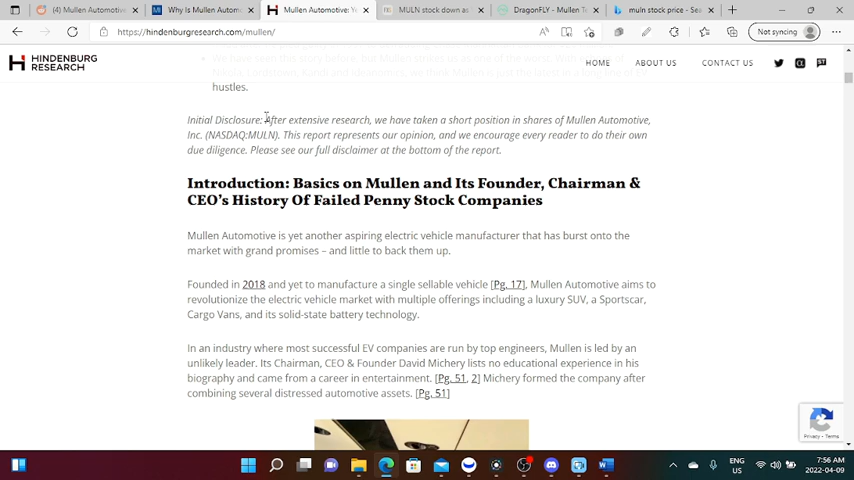 (4) Mullen Automotive
Why Is Mullen Automotive
Mullen Automotive: Ye
MULN stock down as
DragonFLY - Mullen Te
muln stock price - Sea
https://hindenburgresearch.com/mullen/
Not syncing
HINDENBURG
RESEARCH
HOME
ABOUT US
CONTACT US
We have seen this story before, but Mullen strikes us as one of the worst.
hustles.
Initial Disclosure: After extensive research, we have taken a short position in shares of Mullen Automotive,
Inc. (NASDAQ:MULN). This report represents our opinion, and we encourage every reader to do their own
due diligence. Please see our full disclaimer at the bottom of the report.
Introduction: Basics on Mullen and Its Founder, Chairman &
CEO's History Of Failed Penny Stock Companies
Mullen Automotive is yet another aspiring electric vehicle manufacturer that has burst onto the
market with grand promises – and little to back them up.
Founded in 2018 and yet to manufacture a single sellable vehicle [Pg. 17], Mullen Automotive aims to
revolutionize the electric vehicle market with multiple offerings including a luxury SUV, a Sportscar,
Cargo Vans, and its solid-state battery technology.
In an industry where most successful EV companies are run by top engineers, Mullen is led by an
unlikely leader. Its Chairman, CEO & Founder David Michery lists no educational experience in his
biography and came from a career in entertainment. [Pg. 51, 2] Michery formed the company after
combining several distressed automotive assets. [Pg. 51]
Privacy - Terms
ENG
US
7:56 AM
2022-04-09